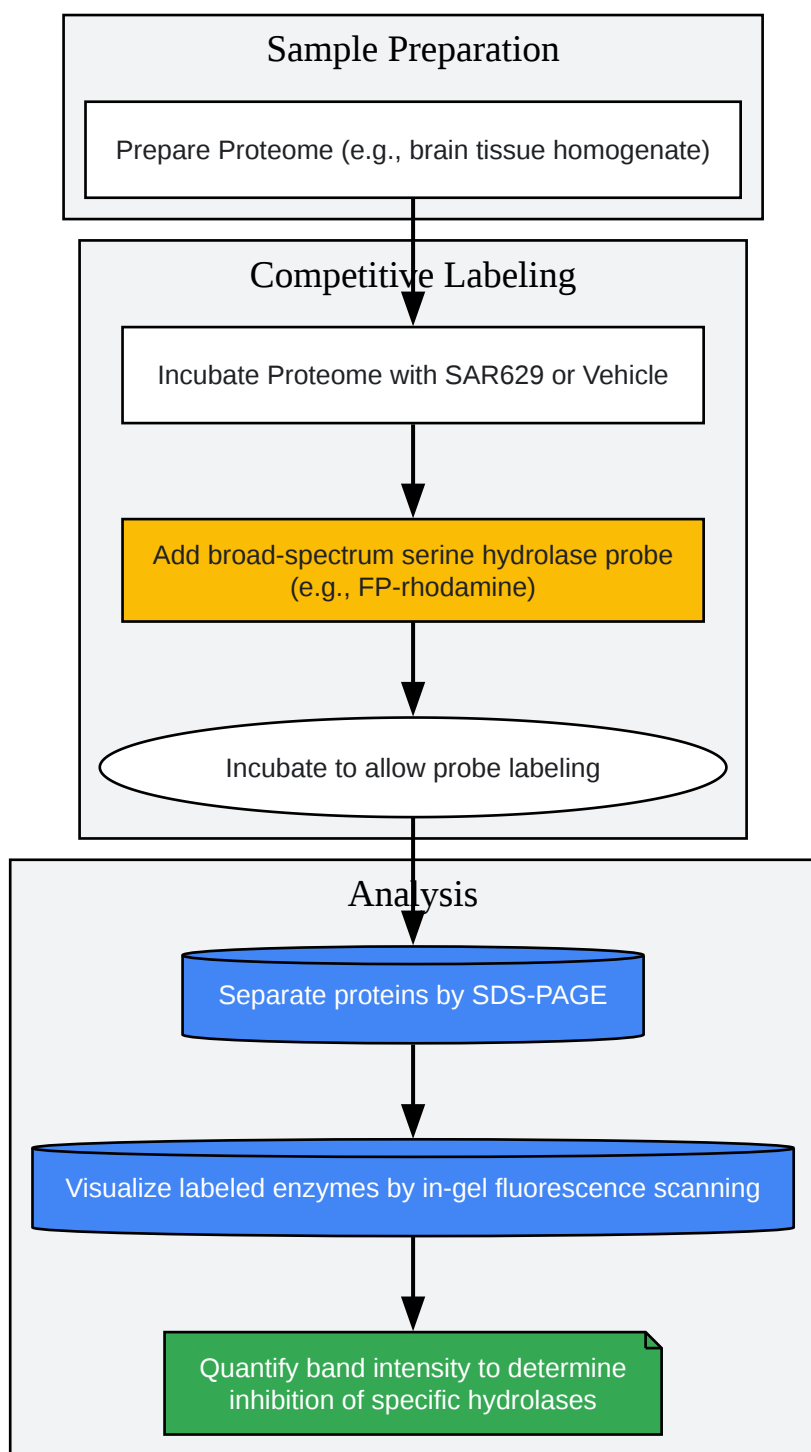 Sample Preparation
Prepare Proteome (e.g., brain tissue homogenate)
Competitive Labeling
Incubate Proteome with SAR629 or Vehicle
Add broad-spectrum serine hydrolase probe
(e.g., FP-rhodamine)
Incubate to allow probe labeling
Analysis
Separate proteins by SDS-PAGE
Visualize labeled enzymes by in-gel fluorescence scanning
Quantify band intensity to determine
inhibition of specific hydrolases